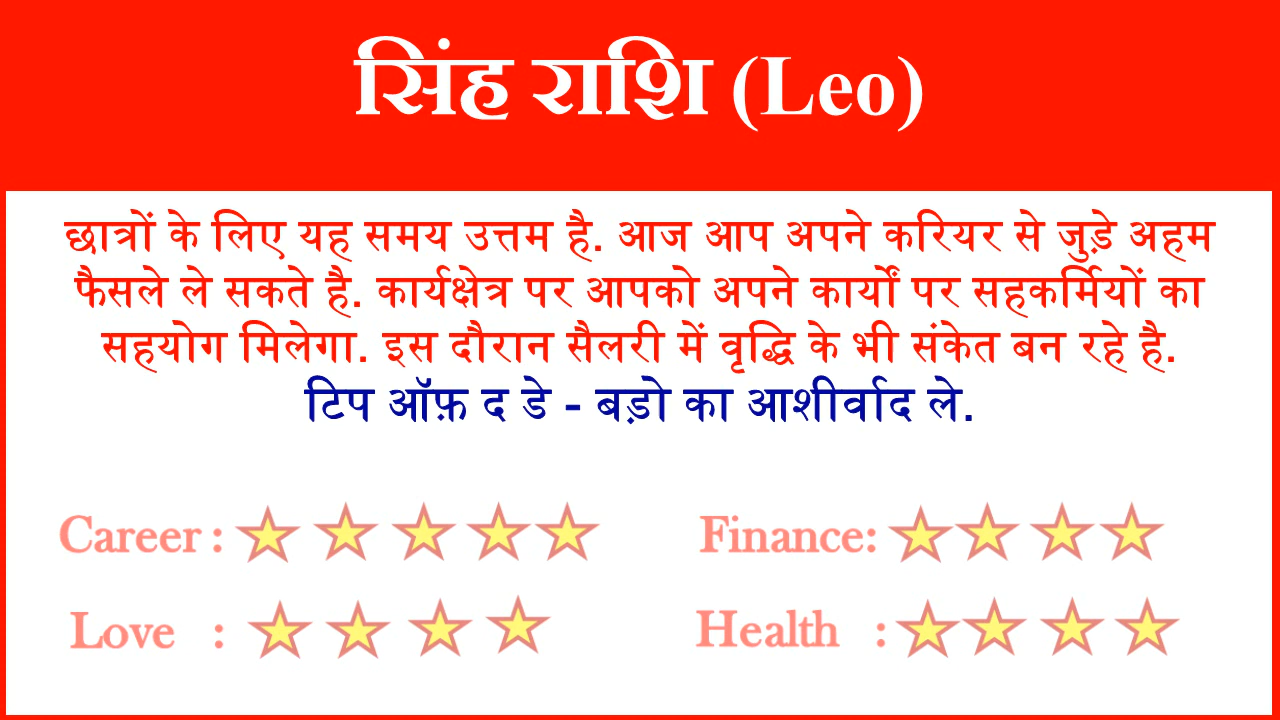 सिंह राशि (Leo)
छात्रों के लिए यह समय उत्तम है. आज आप अपने करियर से जुड़े अहम
फैसले ले सकते है. कार्यक्षेत्र पर आपको अपने कार्यों पर सहकर्मियों का
सहयोग मिलेगा. इस दौरान सैलरी में वृद्धि के भी संकेत बन रहे है.
टिप ऑफ़ द डे - बड़ो का आशीर्वाद ले.
Career : Finance:
Love : Health :